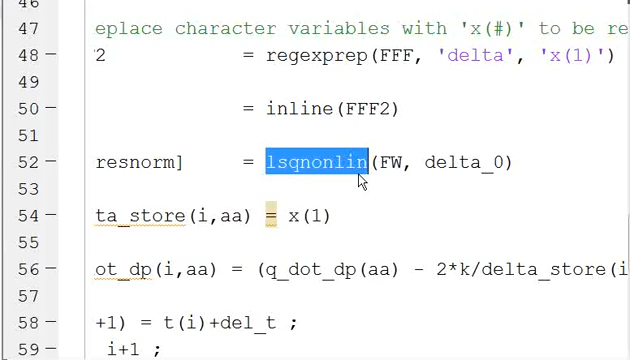 46
47 eplace character variables with 'x(#)' to be re
48 – '2 = regexprep(FFF, 'delta', 'x(1)')
49
50 – = inline(FFF2)
51
52 – resnorm] = lsqnonlin(FW, delta_0)
53
54 – ta_store(i,aa) = x(1)
55
56 – ot_dp(i,aa) = (q_dot_dp(aa) - 2*k/delta_store(i
57
58 – +1) = t(i)+del_t ;
59 – i+1 ;